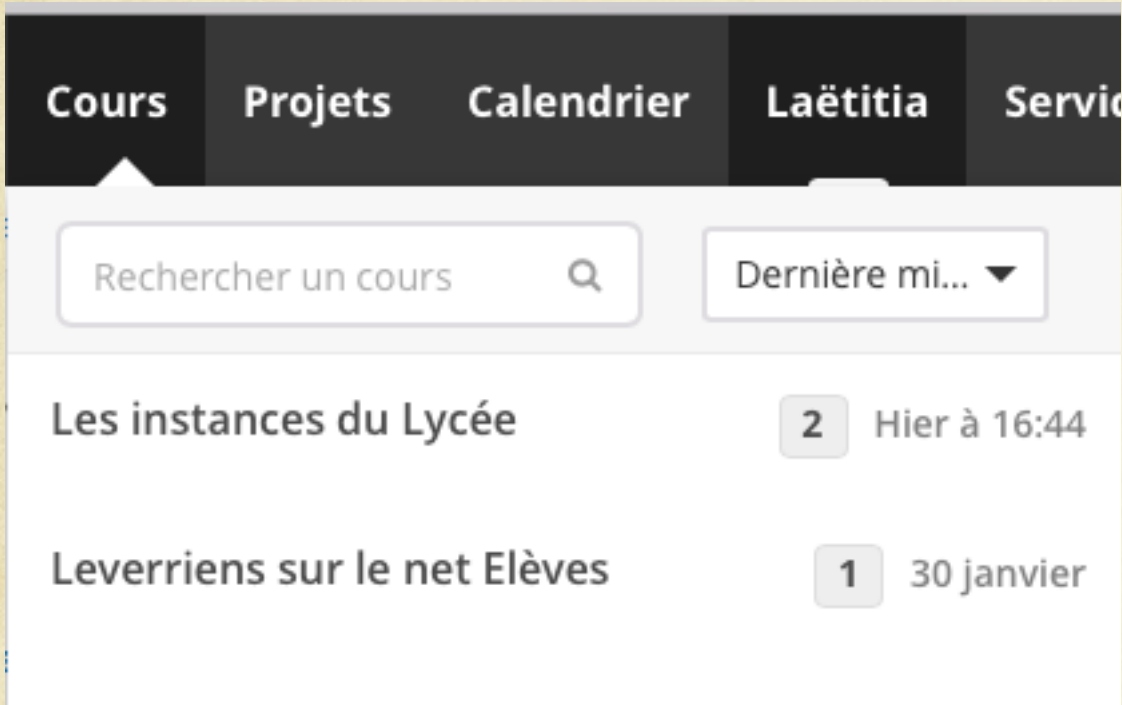 Cours Projets Calendrier Laëtitia
Rechercher un cours Dernière mi...
Les instances du Lycée 2 Hier à 16:44
Leverriens sur le net Elèves 1 30 janvier